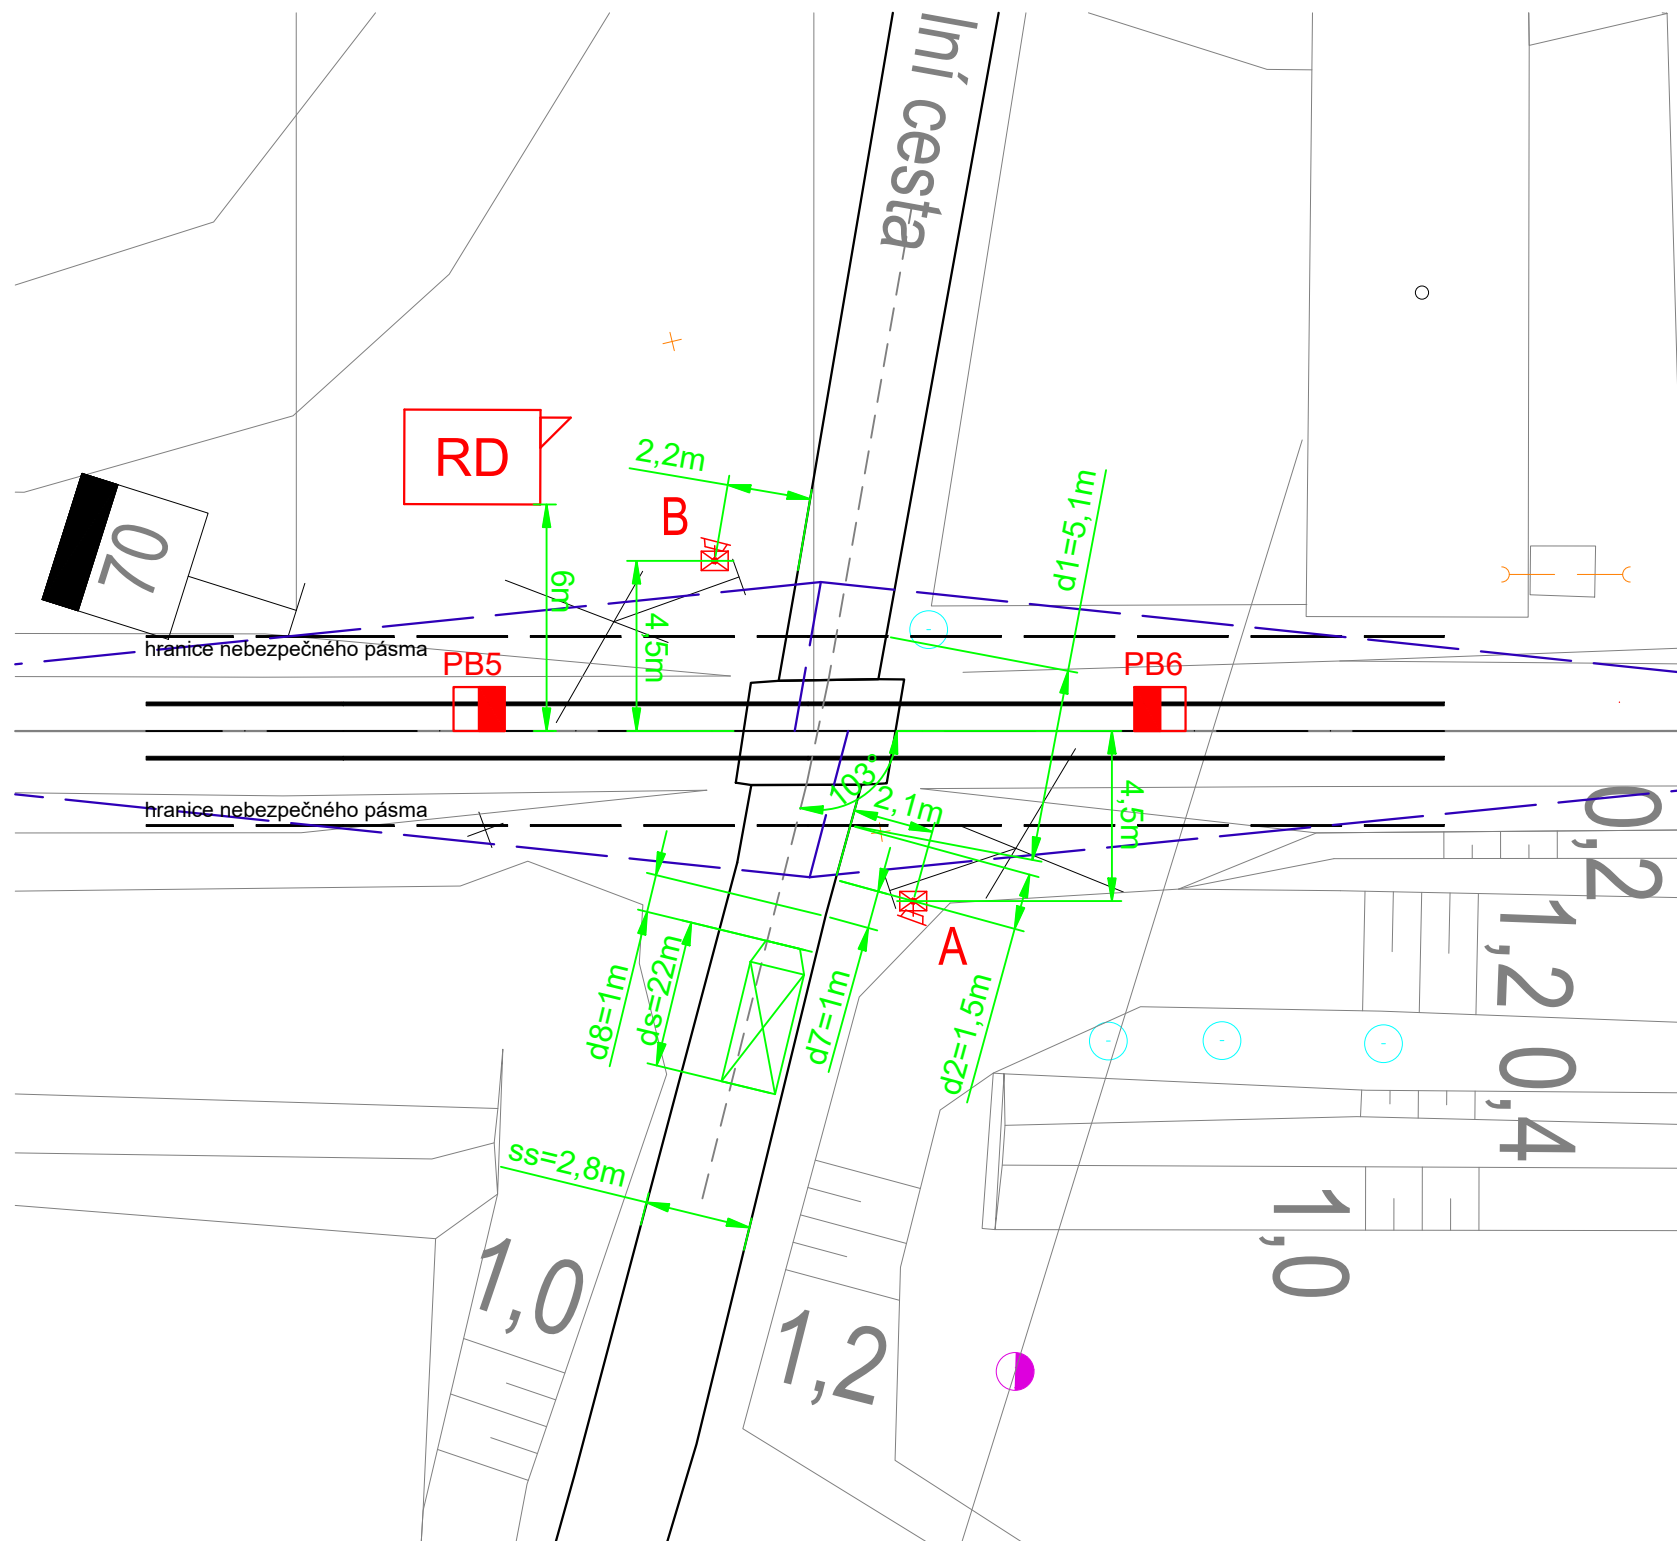 lní cesta
RD
2,2m
B
70
6m
4,5m
d1=5,1m
hranice nebezpečného pásma
PB5
PB6
103°
2,1m
4,5m
hranice nebezpečného pásma
0,2
A
1,2
d8=1m
ds=22m
d7=1m
d2=1,5m
0,4
ss=2,8m
1,0
1,0
1,2